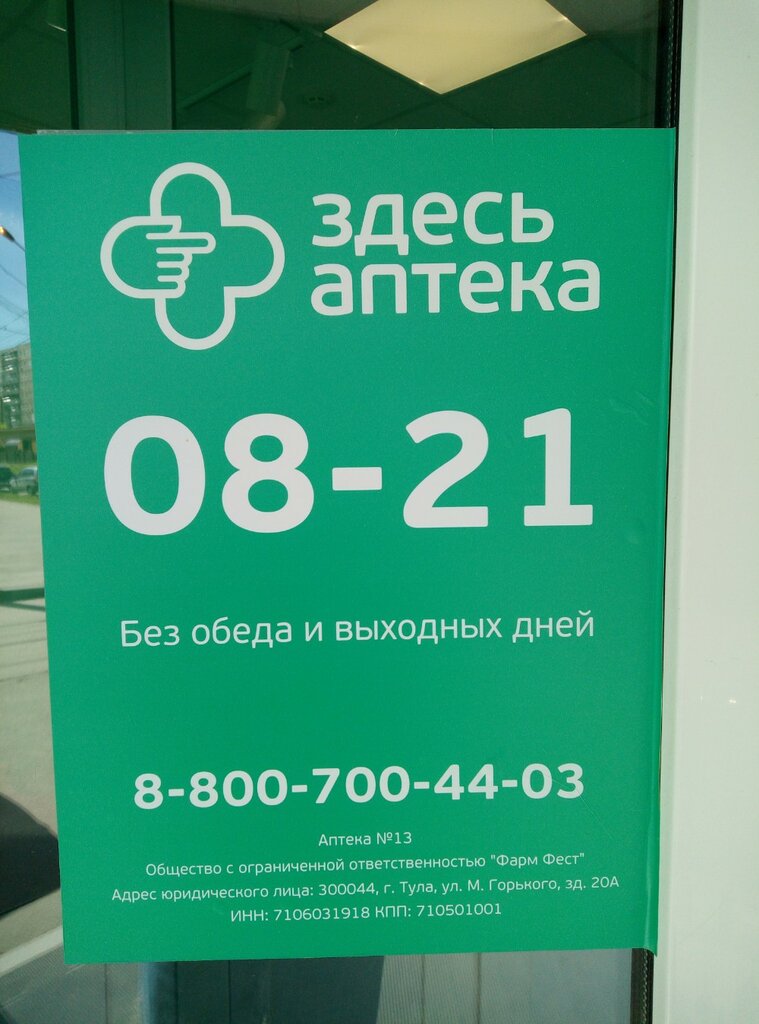 здесь
аптека
08-21
Без обеда и выходных дней
8-800-700-44-03
Аптека №13
Общество с ограниченной ответственностью "Фарм Фест"
Адрес юридического лица: 300044, г. Тула, ул. М. Горького, зд. 20А
ИНН: 7106031918 КПП: 710501001